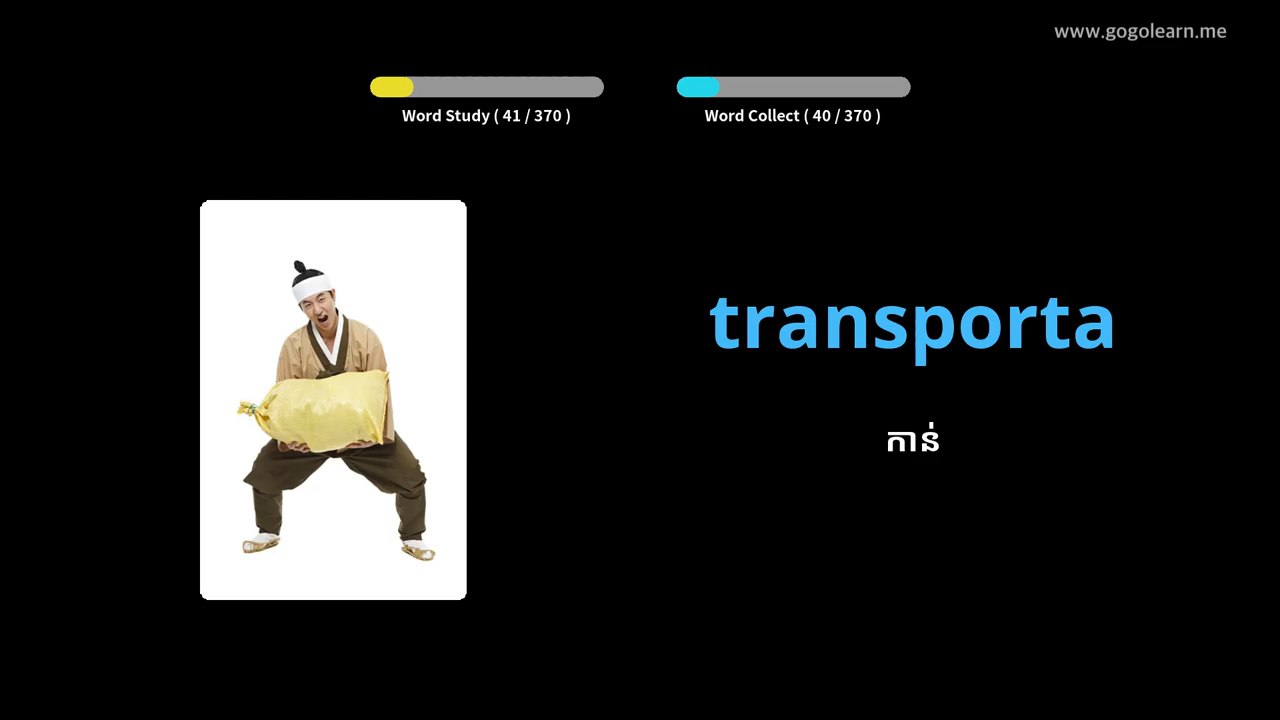 www.gogolearn.me
Word Study ( 41 / 370 )
Word Collect ( 40 / 370 )
transporta
កាន់